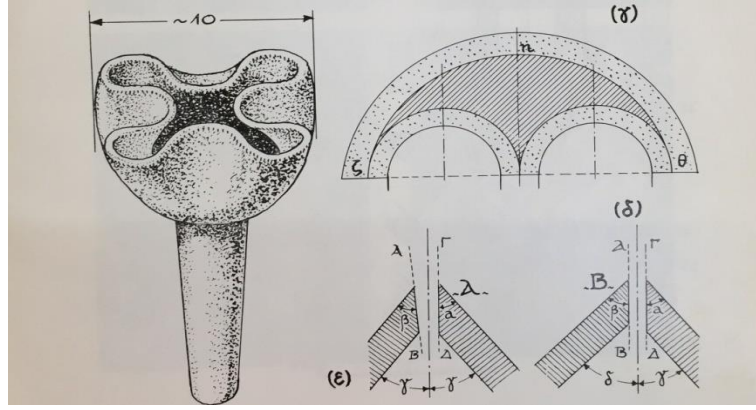 ~10
(γ)
η
ζ
θ
(δ)
Α
Γ
-Α-
β
α
Β
Δ
(ε)
γ
γ
Α
Γ
-Β-
β
α
Β
Δ
δ
γ